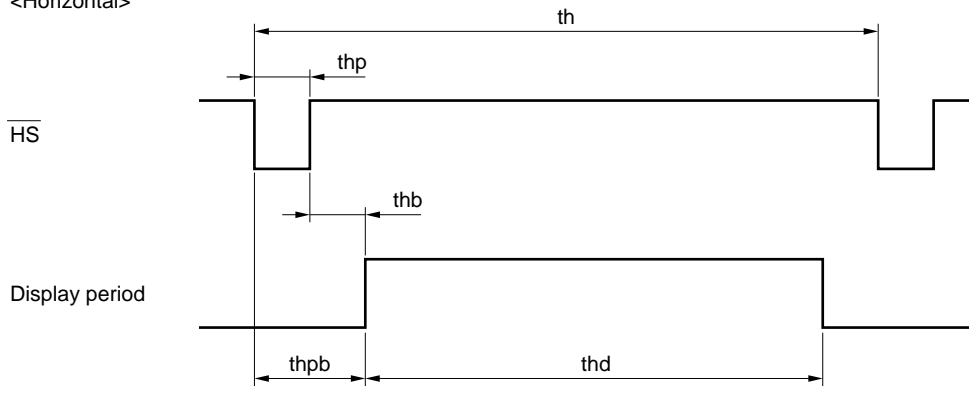 <Horizontal>
th
thp
HS
thb
Display period
thpb
thd